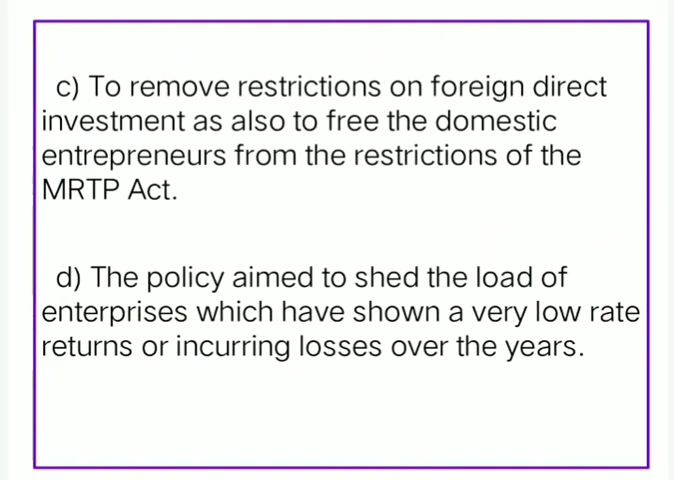 c) To remove restrictions on foreign direct
investment as also to free the domestic
entrepreneurs from the restrictions of the
MRTP Act.
d) The policy aimed to shed the load of
enterprises which have shown a very low rate
returns or incurring losses over the years.